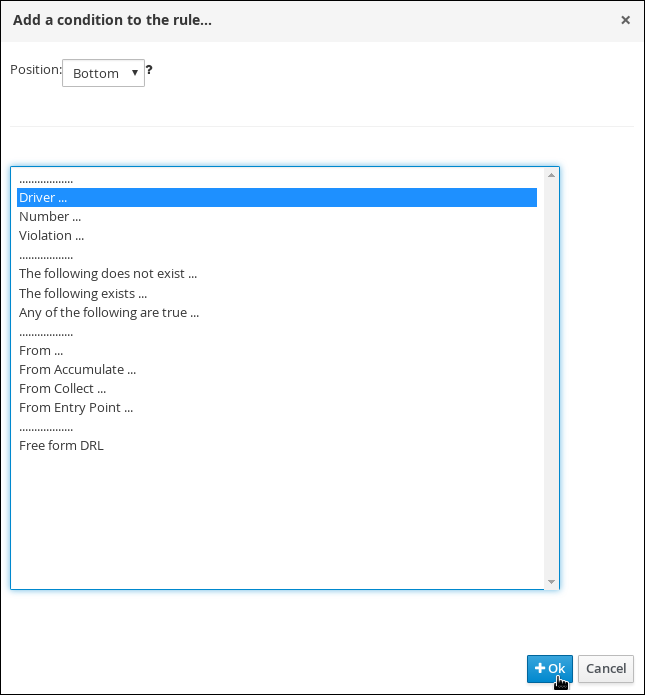 Add a condition to the rule...
Position: Bottom ?
..................
Driver ...
Number ...
Violation ...
..................
The following does not exist ...
The following exists ...
Any of the following are true ...
..................
From ...
From Accumulate ...
From Collect ...
From Entry Point ...
..................
Free form DRL
Ok Cancel